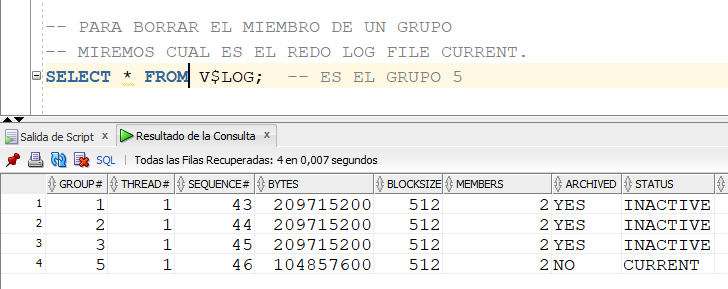 -- PARA BORRAR EL MIEMBRO DE UN GRUPO
-- MIREMOS CUAL ES EL REDO LOG FILE CURRENT.
SELECT * FROM V$LOG;  -- ES EL GRUPO 5
Salida de Script x Resultado de la Consulta x
SQL | Todas las Filas Recuperadas: 4 en 0,007 segundos
GROUP# THREAD# SEQUENCE# BYTES BLOCKSIZE MEMBERS ARCHIVED STATUS
1 1 1 43 209715200 512 2 YES INACTIVE
2 2 1 44 209715200 512 2 YES INACTIVE
3 3 1 45 209715200 512 2 YES INACTIVE
4 5 1 46 104857600 512 2 NO CURRENT